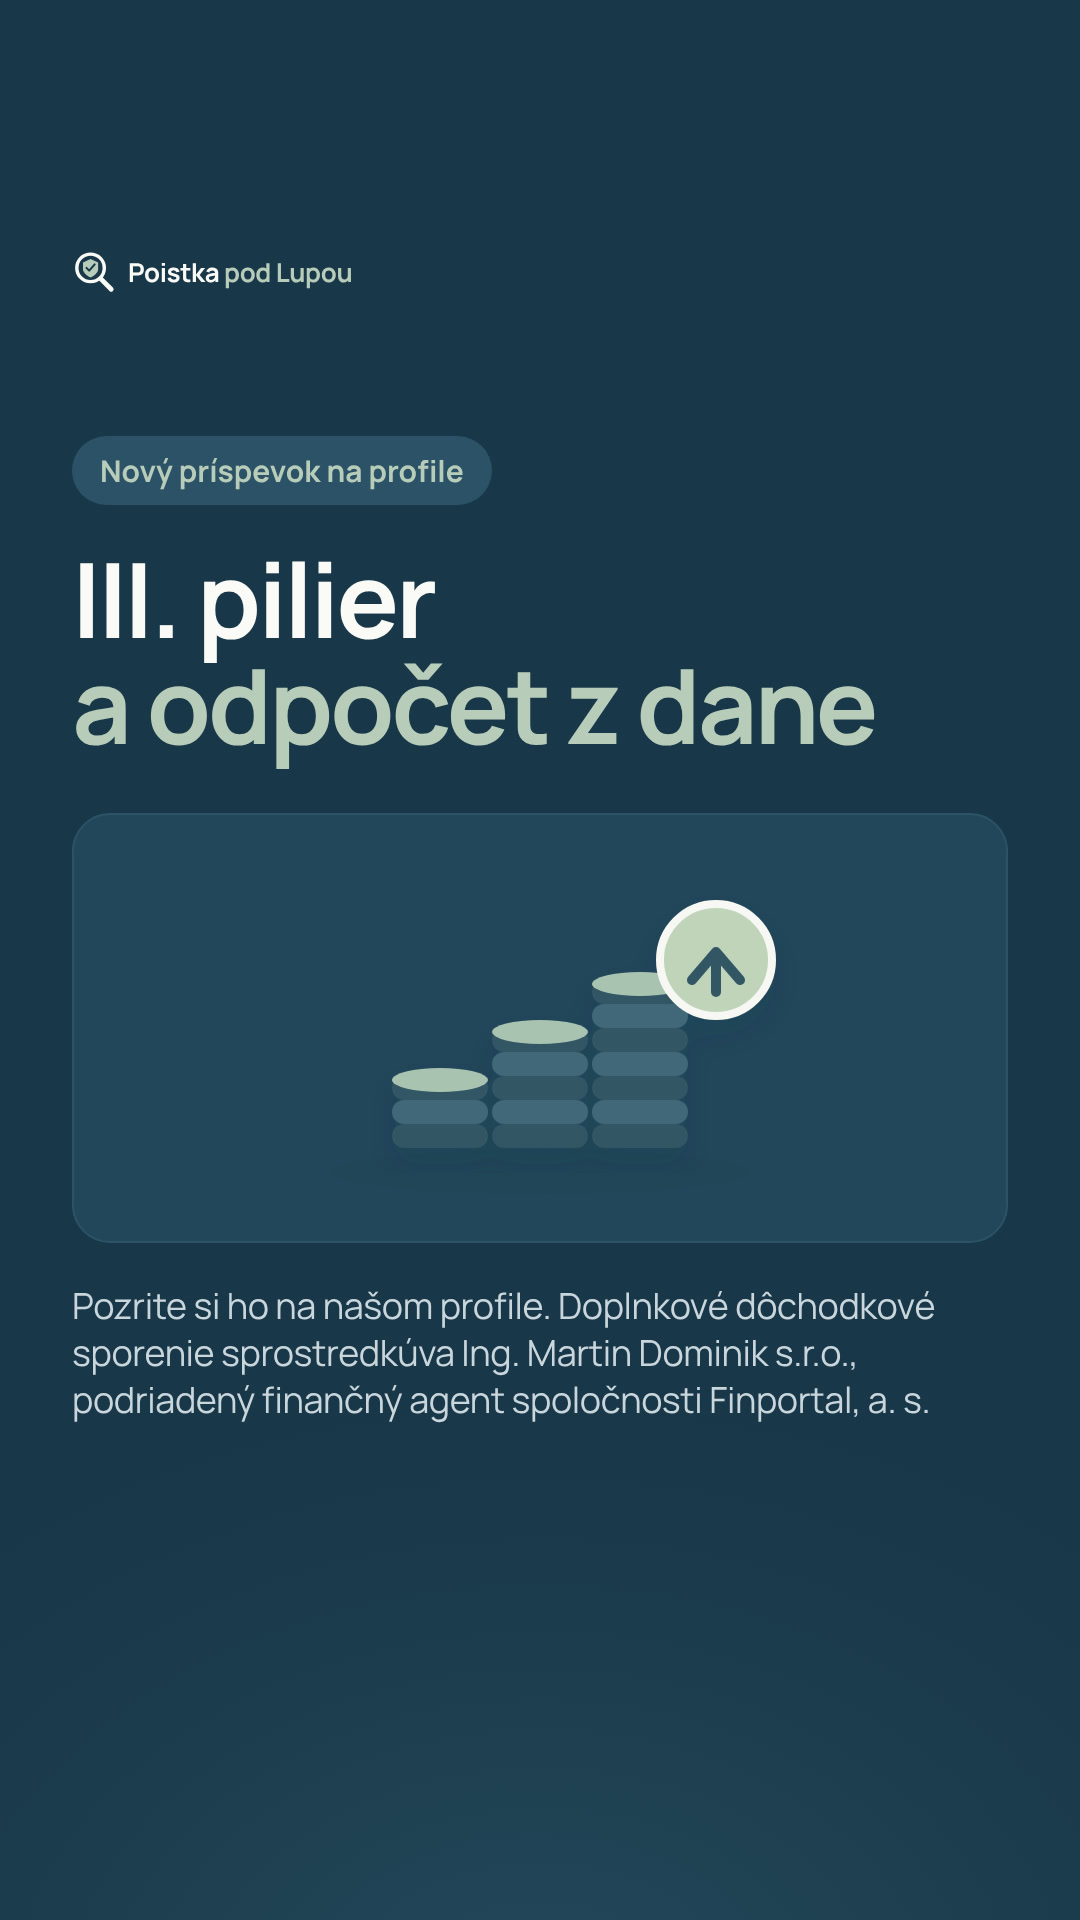 Poistka pod Lupou
Nový príspevok na profile
III. pilier
a odpočet z dane
Pozrite si ho na našom profile. Doplnkové dôchodkové
sporenie sprostredkúva Ing. Martin Dominik s.r.o.,
podriadený finančný agent spoločnosti Finportal, a. s.